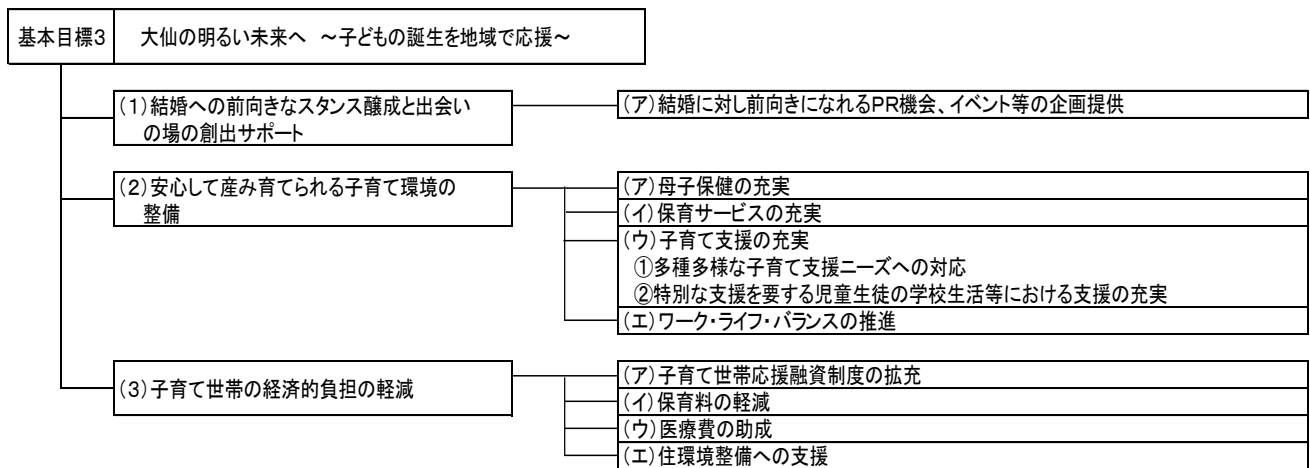 基本目標3 大仙の明るい未来へ ～子どもの誕生を地域で応援～
(1)結婚への前向きなスタンス醸成と出会い
の場の創出サポート
(ア)結婚に対し前向きになれるPR機会、イベント等の企画提供
(2)安心して産み育てられる子育て環境の
整備
(ア)母子保健の充実
(イ)保育サービスの充実
(ウ)子育て支援の充実
①多種多様な子育て支援ニーズへの対応
②特別な支援を要する児童生徒の学校生活等における支援の充実
(エ)ワーク・ライフ・バランスの推進
(3)子育て世帯の経済的負担の軽減
(ア)子育て世帯応援融資制度の拡充
(イ)保育料の軽減
(ウ)医療費の助成
(エ)住環境整備への支援